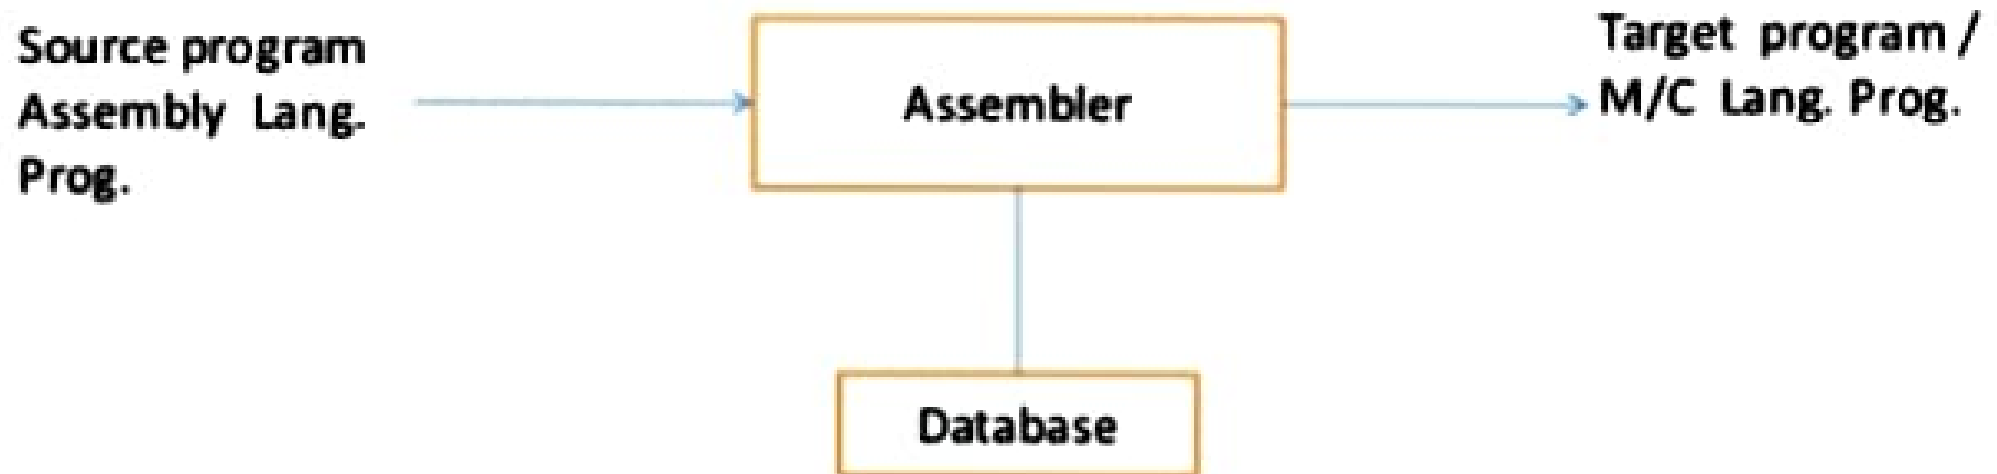 Source program
Assembly Lang.
Prog.
Assembler
Target program /
M/C Lang. Prog.
Database